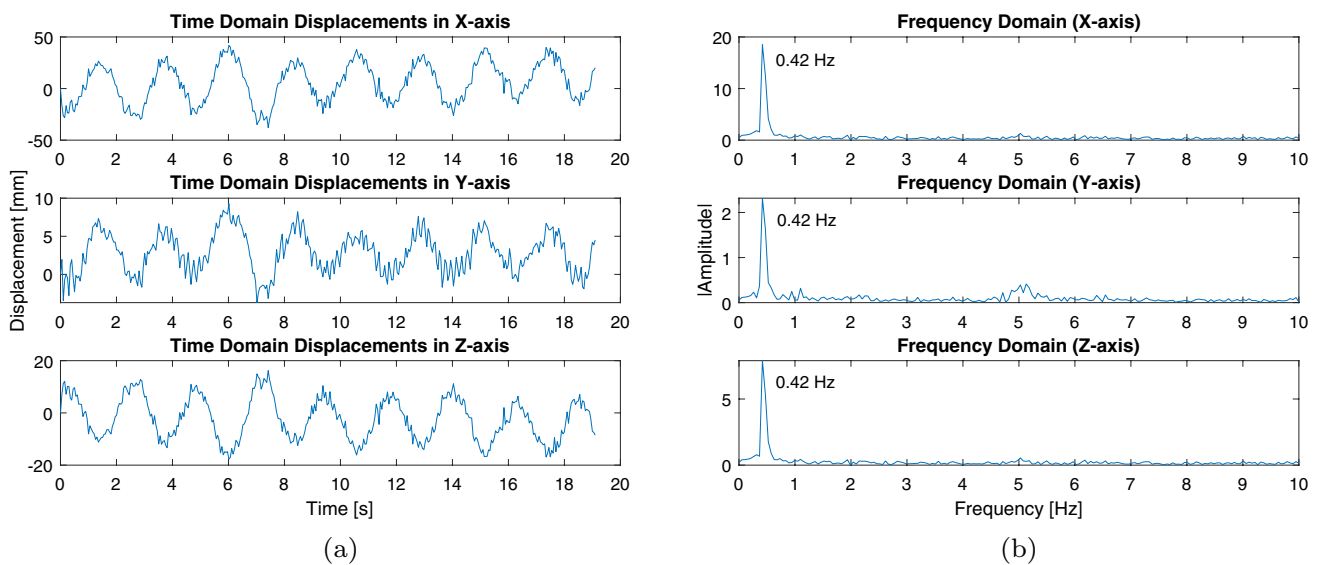 Time Domain Displacements in X-axis
50
0
-50
0 2 4 6 8 10 12 14 16 18 20
Time Domain Displacements in Y-axis
10
5
0
0 2 4 6 8 10 12 14 16 18 20
Displacement [mm]
Time Domain Displacements in Z-axis
20
0
-20
0 2 4 6 8 10 12 14 16 18 20
Time [s]
(a)
Frequency Domain (X-axis)
20
10
0
0.42 Hz
0 1 2 3 4 5 6 7 8 9 10
Frequency Domain (Y-axis)
2
1
0
0.42 Hz
0 1 2 3 4 5 6 7 8 9 10
|Amplitude|
Frequency Domain (Z-axis)
5
0
0.42 Hz
0 1 2 3 4 5 6 7 8 9 10
Frequency [Hz]
(b)